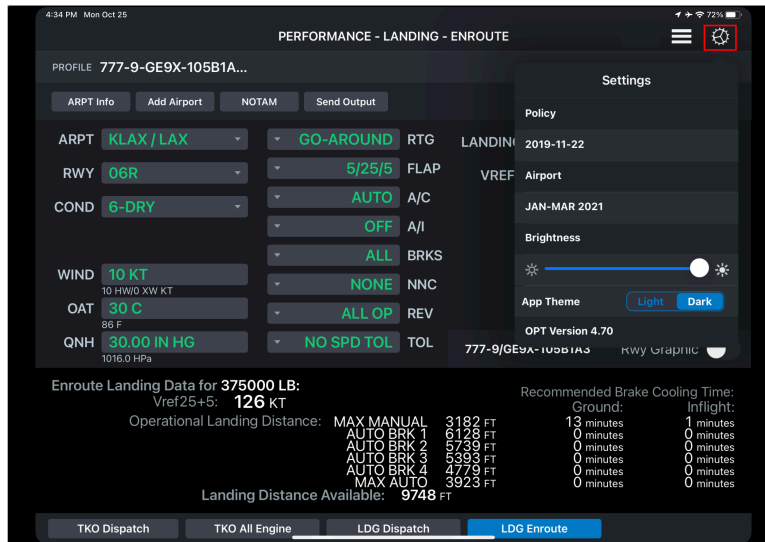 4:34 PM Mon Oct 25
72%
PERFORMANCE - LANDING - ENROUTE
PROFILE 777-9-GE9X-105B1A...
ARPT Info Add Airport NOTAM Send Output
ARPT KLAX / LAX
RWY 06R
COND 6-DRY
WIND 10 KT
10 HW/0 XW KT
OAT 30 C
86 F
QNH 30.00 IN HG
1016.0 HPa
GO-AROUND RTG
5/25/5 FLAP
AUTO A/C
OFF A/I
ALL BRKS
NONE NNC
ALL OP REV
NO SPD TOL TOL
LANDIN
VREF
Settings
Policy
2019-11-22
Airport
JAN-MAR 2021
Brightness
App Theme Light Dark
OPT Version 4.70
777-9/GE9X-105B1A3 Rwy Graphic
Enroute Landing Data for 375000 LB:
Vref25+5: 126 KT
Operational Landing Distance: MAX MANUAL 3182 FT
AUTO BRK 1 6128 FT
AUTO BRK 2 5739 FT
AUTO BRK 3 5393 FT
AUTO BRK 4 4779 FT
MAX AUTO 3923 FT
Landing Distance Available: 9748 FT
Recommended Brake Cooling Time:
Ground: Inflight:
13 minutes 1 minutes
0 minutes 0 minutes
0 minutes 0 minutes
0 minutes 0 minutes
0 minutes 0 minutes
0 minutes 0 minutes
TKO Dispatch TKO All Engine LDG Dispatch LDG Enroute